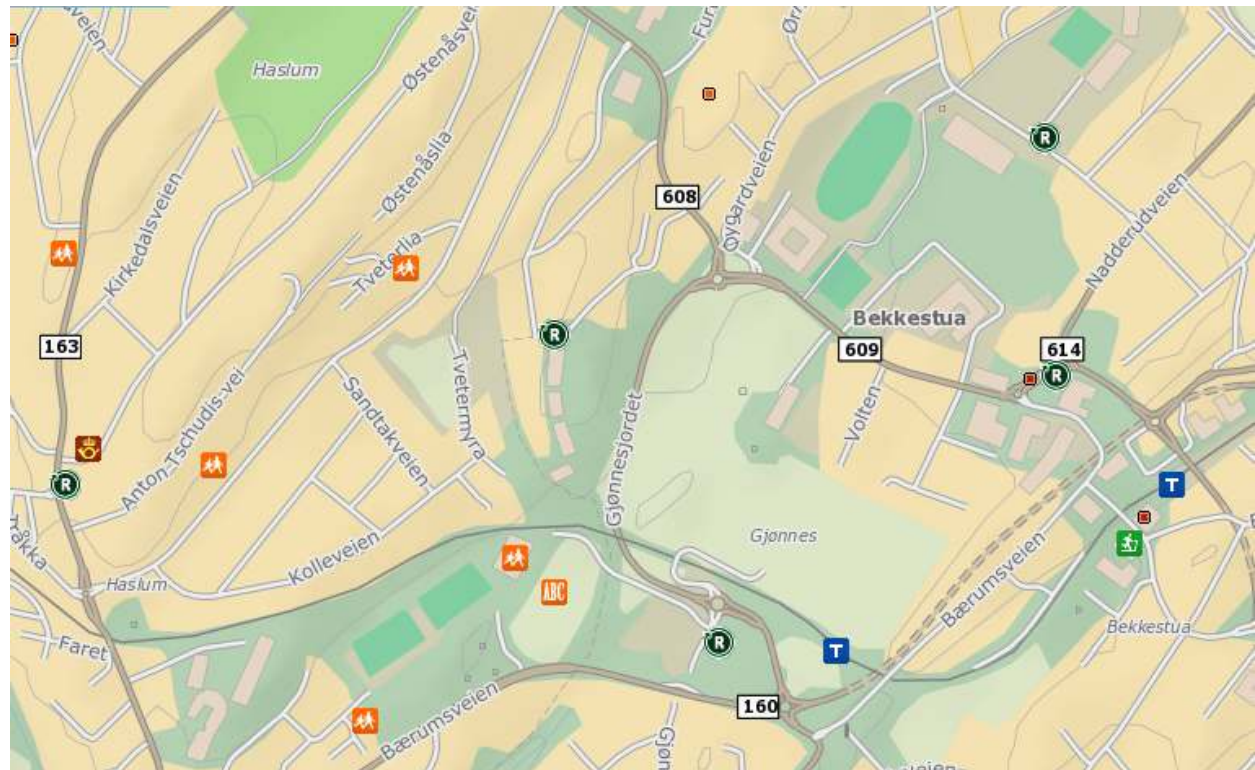 Haslum
Østenåsvei
608
Øygardveien
Nadderudveien
Kirkedalsveien
Østenåslia
Tveterlia
163
Bekkestua
609
614
Tvetermyra
Sandtakveien
Volten
Gjønnesjordet
Anton Tschudis vei
Gjønnes
Kolleveien
Haslum
ABC
Bærumsveien
Faret
Bekkestua
T
T
R
R
R
R
R
160
Bærumsveien